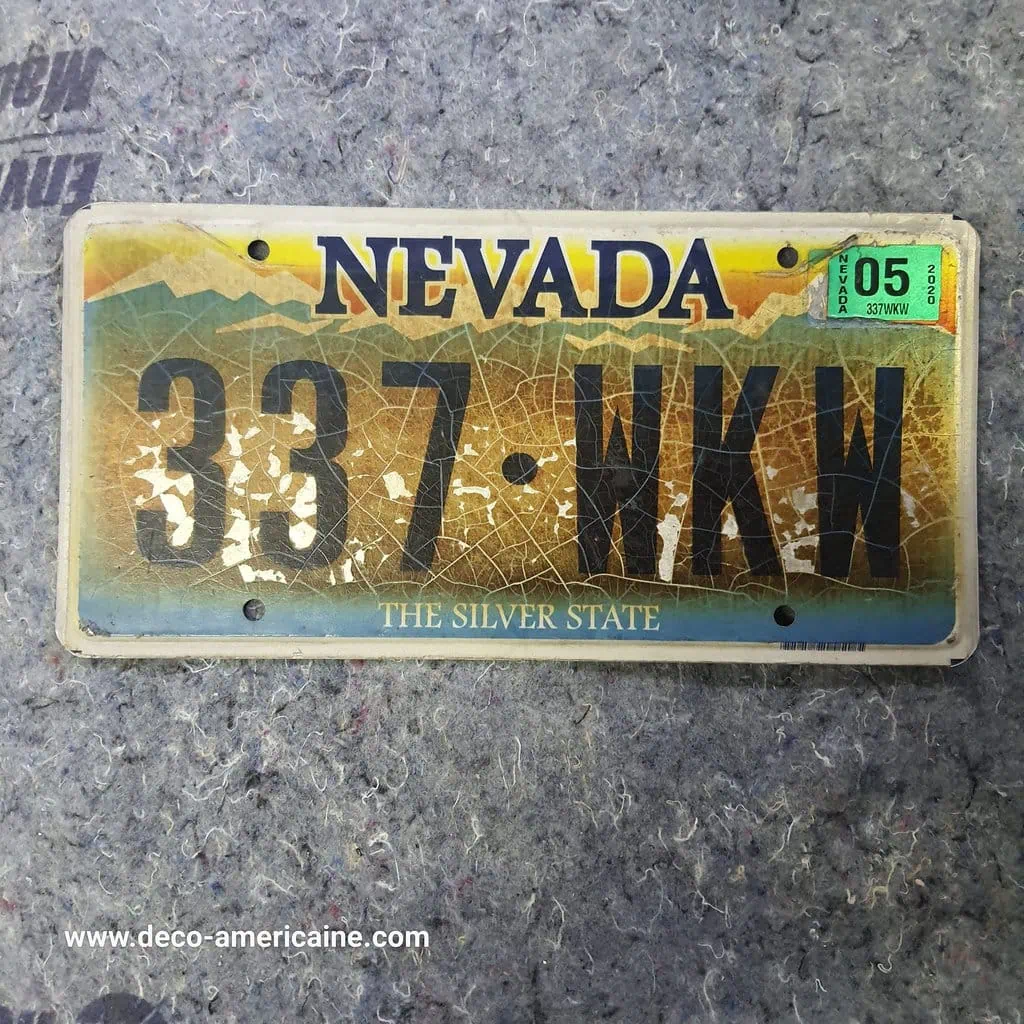 NEVADA
NEVADA
05
2020
337WKW
337·WKW
THE SILVER STATE
www.deco-americaine.com